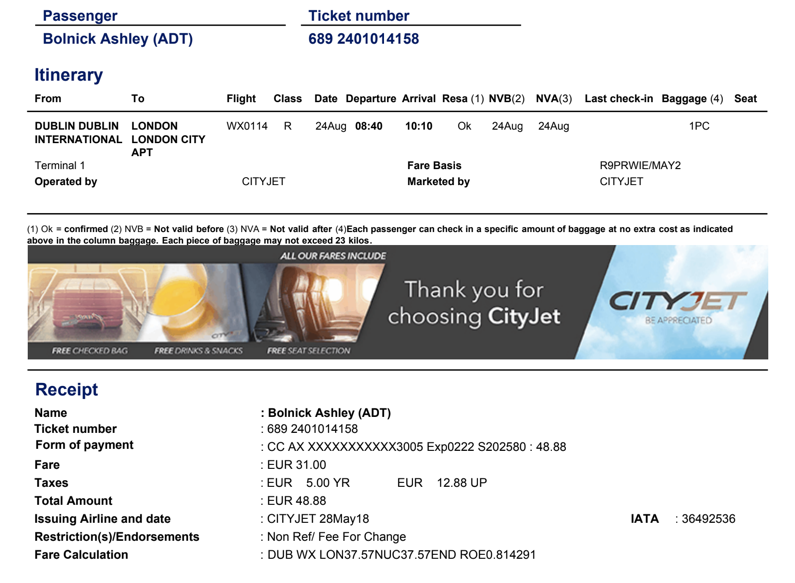 Passenger Ticket number
Bolnick Ashley (ADT) 689 2401014158
Itinerary
From To Flight Class Date Departure Arrival Resa (1) NVB(2) NVA(3) Last check-in Baggage (4) Seat
DUBLIN DUBLIN LONDON WX0114 R 24Aug 08:40 10:10 Ok 24Aug 24Aug 1PC
INTERNATIONAL LONDON CITY
APT
Terminal 1 Fare Basis R9PRWIE/MAY2
Operated by CITYJET Marketed by CITYJET
(1) Ok = confirmed (2) NVB = Not valid before (3) NVA = Not valid after (4)Each passenger can check in a specific amount of baggage at no extra cost as indicated
above in the column baggage. Each piece of baggage may not exceed 23 kilos.
ALL OUR FARES INCLUDE
Thank you for
choosing CityJet
CITYJET
BE APPRECIATED
CITYJET
FREE CHECKED BAG FREE DRINKS & SNACKS FREE SEAT SELECTION
Receipt
Name : Bolnick Ashley (ADT)
Ticket number : 689 2401014158
Form of payment : CC AX XXXXXXXXXXX3005 Exp0222 S202580 : 48.88
Fare : EUR 31.00
Taxes : EUR 5.00 YR EUR 12.88 UP
Total Amount : EUR 48.88
Issuing Airline and date : CITYJET 28May18 IATA : 36492536
Restriction(s)/Endorsements : Non Ref/ Fee For Change
Fare Calculation : DUB WX LON37.57NUC37.57END ROE0.814291